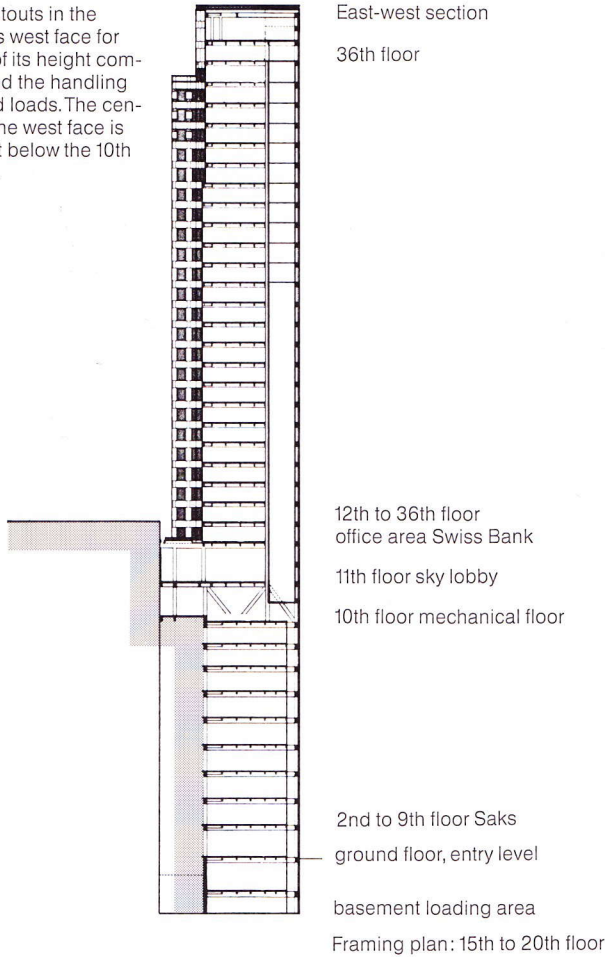 touts in the
s west face for
of its height com-
d the handling
d loads. The cen-
ne west face is
t below the 10th
East-west section
36th floor
12th to 36th floor
office area Swiss Bank
11th floor sky lobby
10th floor mechanical floor
2nd to 9th floor Saks
ground floor, entry level
basement loading area
Framing plan: 15th to 20th floor